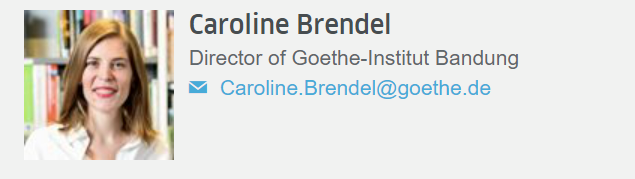 Caroline Brendel
Director of Goethe-Institut Bandung
Caroline.Brendel@goethe.de